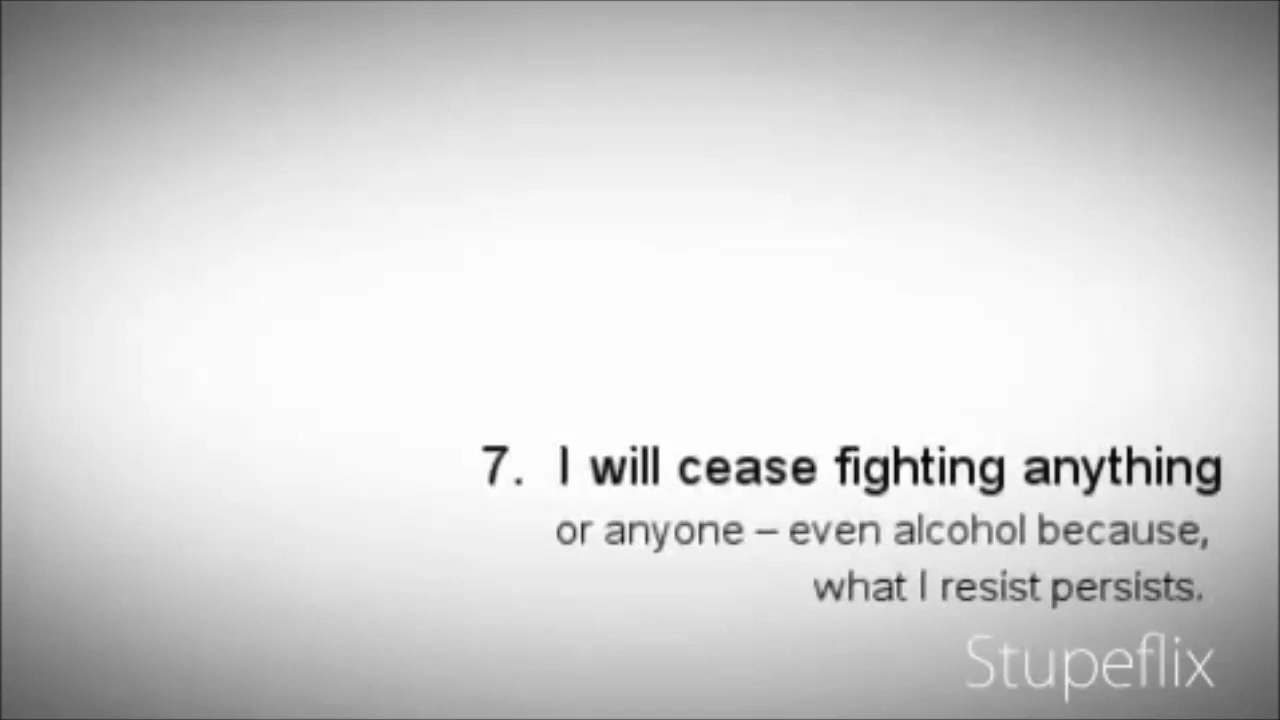 7. I will cease fighting anything
or anyone – even alcohol because,
what I resist persists.
Stupeflix